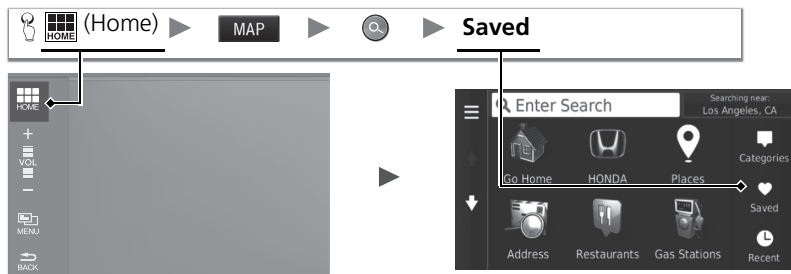 HOME (Home) MAP Saved
HOME
+
VOL
−
MENU
BACK
Enter Search
Searching near:
Los Angeles, CA
Go Home HONDA Places Categories
Saved
Address Restaurants Gas Stations Recent